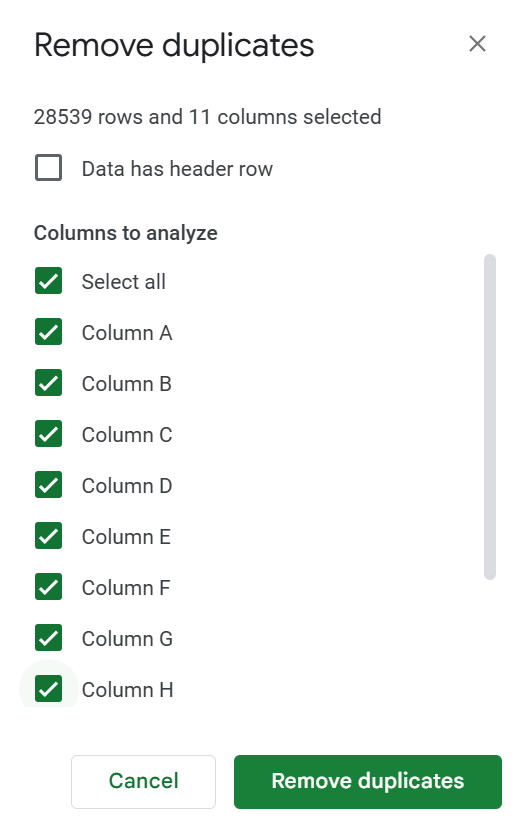 Remove duplicates
28539 rows and 11 columns selected
Data has header row
Columns to analyze
Select all
Column A
Column B
Column C
Column D
Column E
Column F
Column G
Column H
Cancel
Remove duplicates